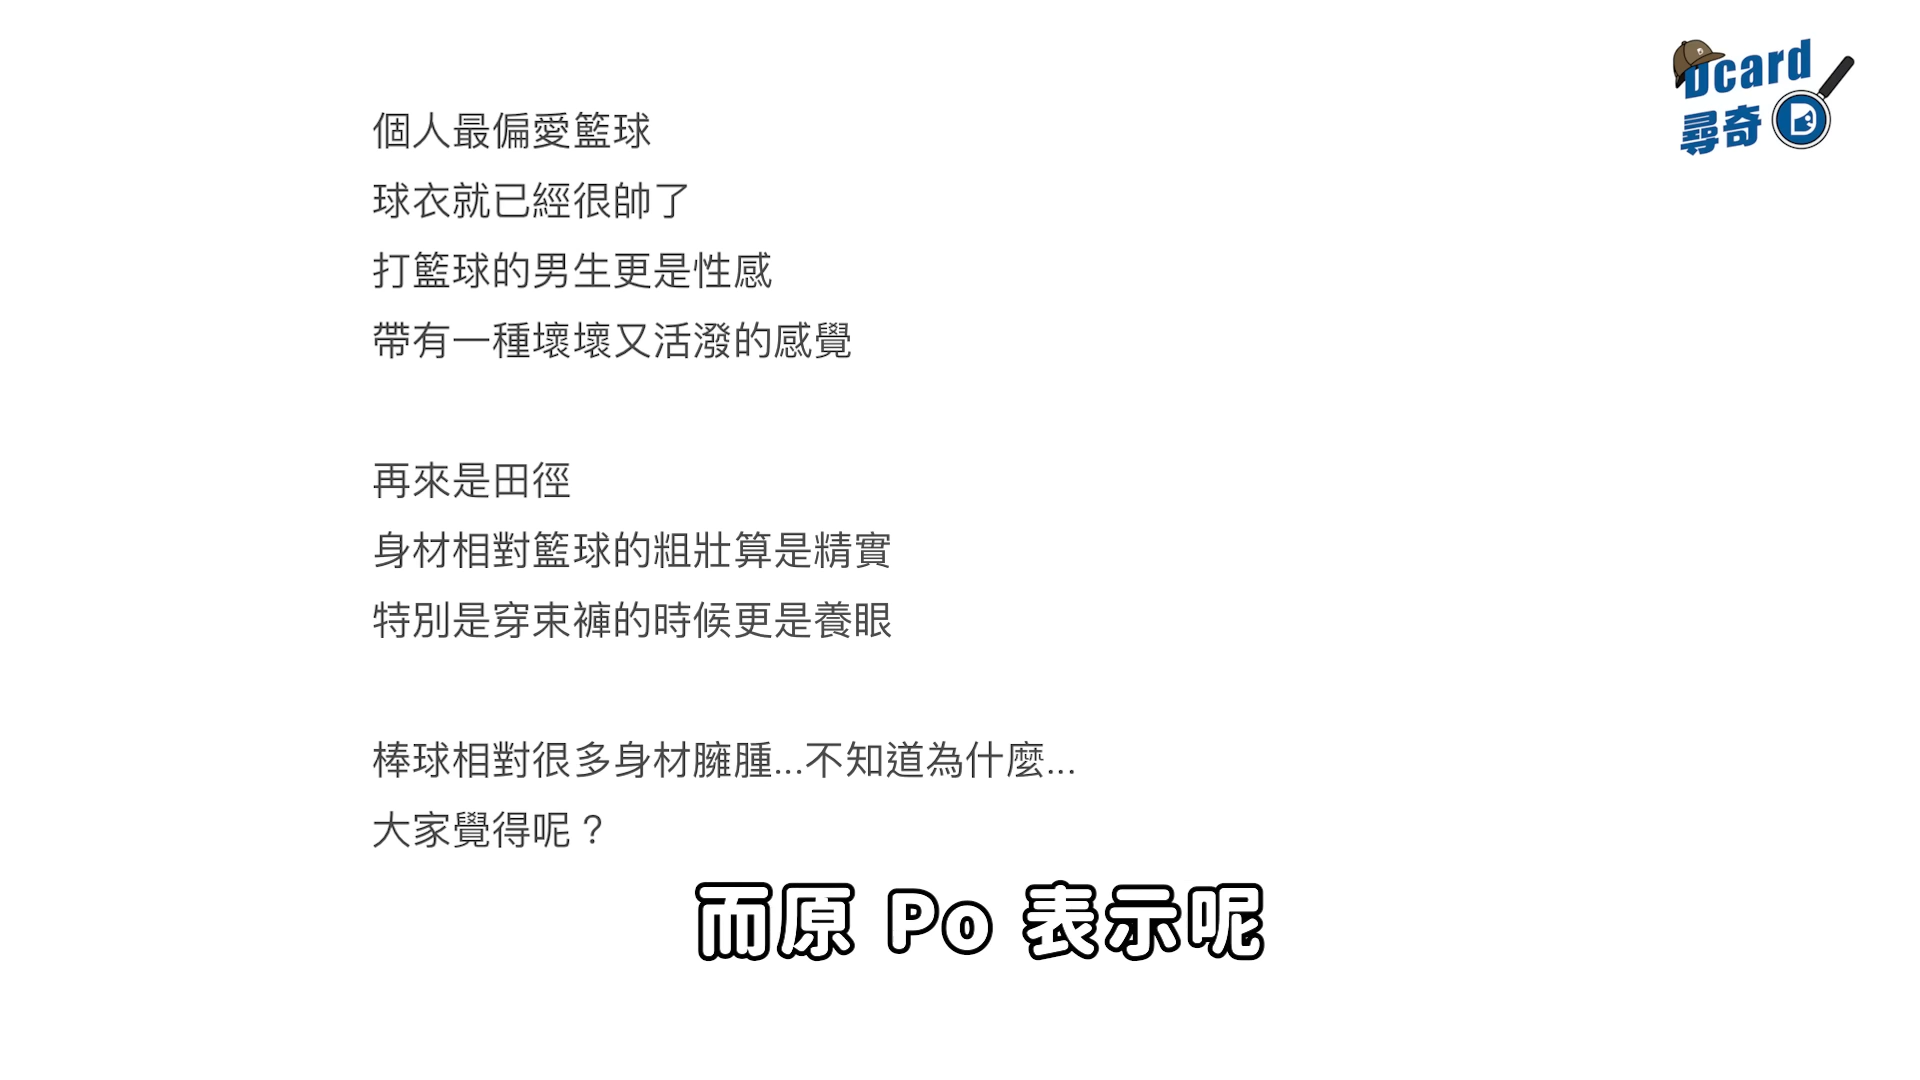 Dcard
尋奇
個人最偏愛籃球
球衣就已經很帥了
打籃球的男生更是性感
帶有一種壞壞又活潑的感覺
再來是田徑
身材相對籃球的粗壯算是精實
特別是穿束褲的時候更是養眼
棒球相對很多身材臃腫...不知道為什麼...
大家覺得呢？
而原 Po 表示呢